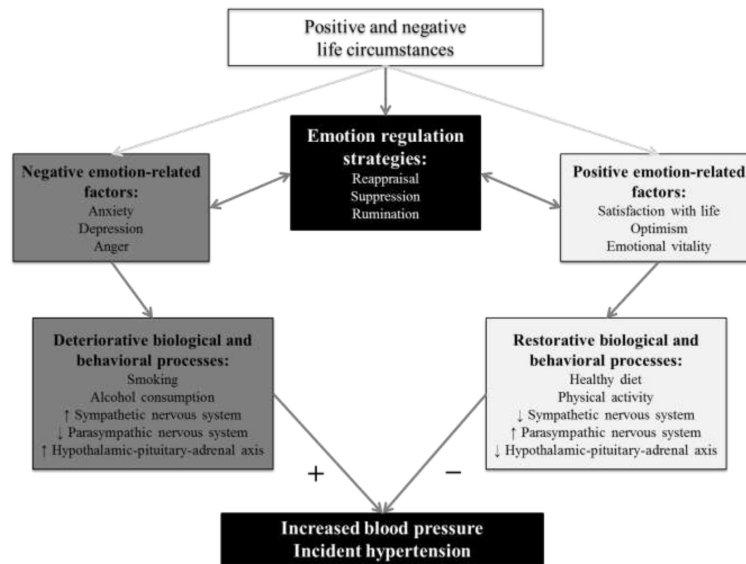 Positive and negative
life circumstances
Emotion regulation
strategies:
Reappraisal
Suppression
Rumination
Negative emotion-related
factors:
Anxiety
Depression
Anger
Positive emotion-related
factors:
Satisfaction with life
Optimism
Emotional vitality
Deteriorative biological and
behavioral processes:
Smoking
Alcohol consumption
↑ Sympathetic nervous system
↓ Parasympathic nervous system
↑ Hypothalamic-pituitary-adrenal axis
Restorative biological and
behavioral processes:
Healthy diet
Physical activity
↓ Sympathetic nervous system
↑ Parasympathic nervous system
↓ Hypothalamic-pituitary-adrenal axis
+
−
Increased blood pressure
Incident hypertension